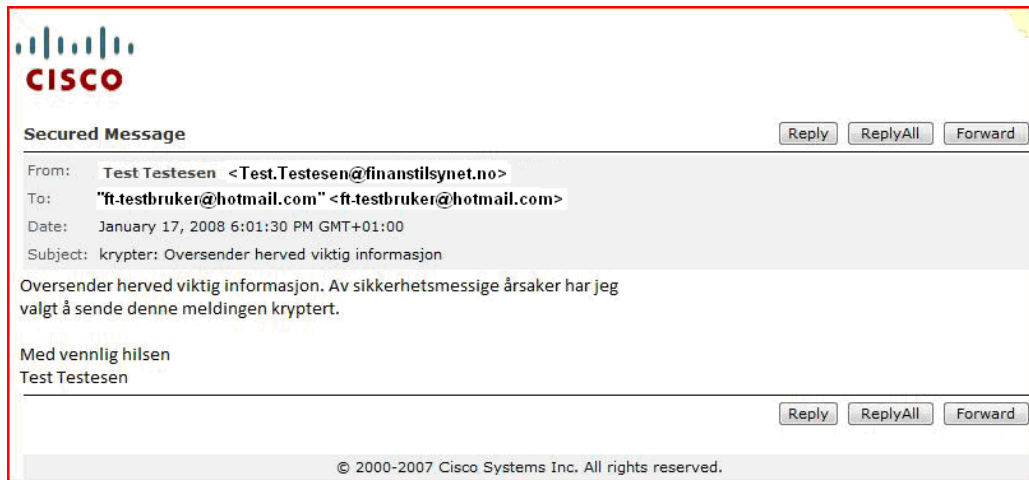 CISCO
Secured Message Reply ReplyAll Forward
From: Test Testesen <Test.Testesen@finanstilsynet.no>
To: "ft-testbruker@hotmail.com" <ft-testbruker@hotmail.com>
Date: January 17, 2008 6:01:30 PM GMT+01:00
Subject: krypter: Oversender herved viktig informasjon
Oversender herved viktig informasjon. Av sikkerhetsmessige årsaker har jeg
valgt å sende denne meldingen kryptert.
Med vennlig hilsen
Test Testesen
Reply ReplyAll Forward
© 2000-2007 Cisco Systems Inc. All rights reserved.